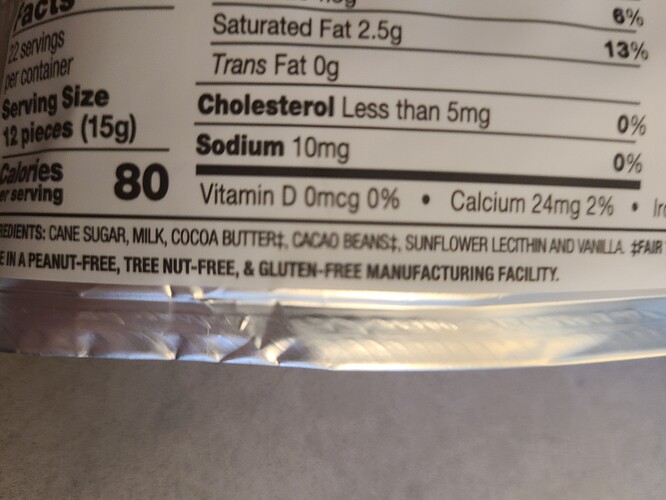 Facts
22 servings
per container
Serving Size
12 pieces (15g)
Calories
per serving
80
6%
Saturated Fat 2.5g 13%
Trans Fat 0g
Cholesterol Less than 5mg 0%
Sodium 10mg 0%
Vitamin D 0mcg 0% • Calcium 24mg 2% •
REDIENTS: CANE SUGAR, MILK, COCOA BUTTER‡, CACAO BEANS‡, SUNFLOWER LECITHIN AND VANILLA. ‡FAIR
E IN A PEANUT-FREE, TREE NUT-FREE, & GLUTEN-FREE MANUFACTURING FACILITY.